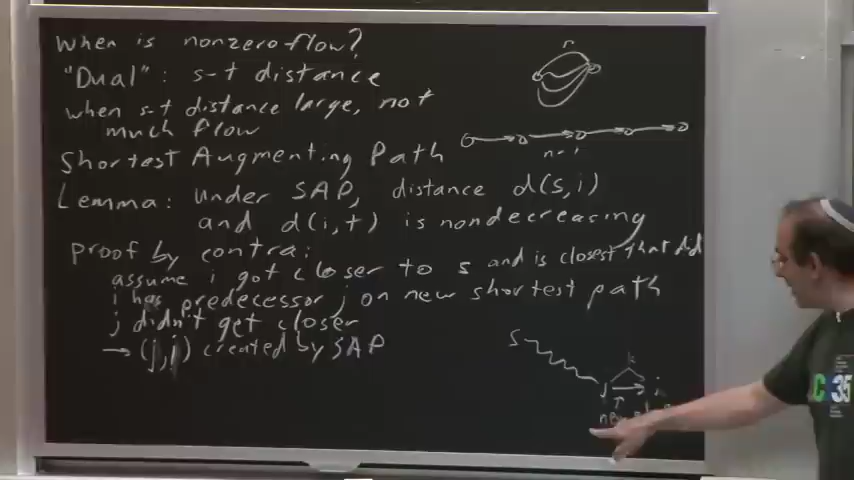 When is nonzero flow?
"Dual": s-t distance
when s-t distance large, not
much flow
Shortest Augmenting Path
Lemma: under SAP, distance d(s,i)
and d(i,t) is nondecreasing
proof by contra:
assume i got closer to s and is closest that did
i has predecessor j on new shortest path
j didn't get closer
→ (j,i) created by SAP
s
k
j
i
35